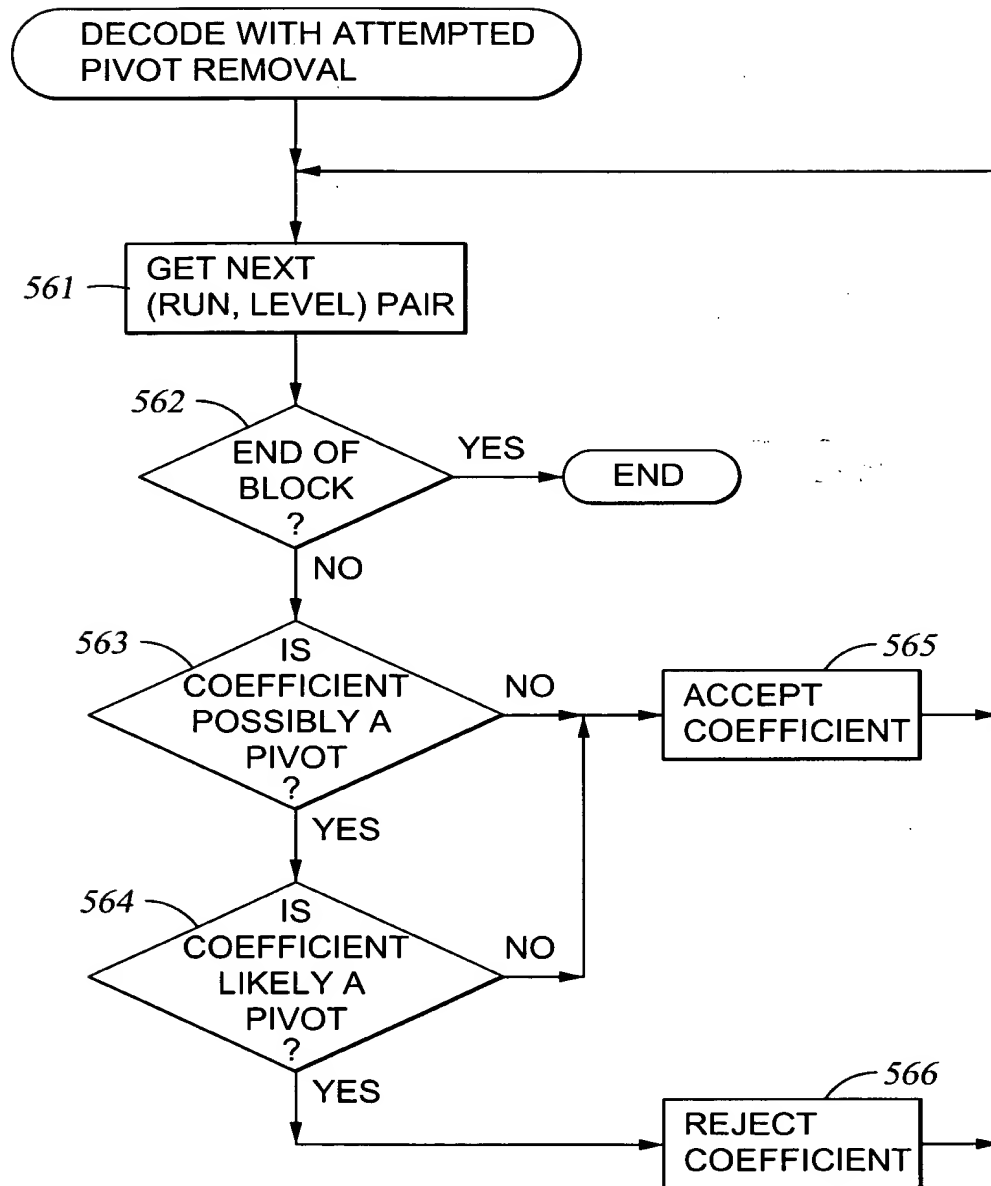 DECODE WITH ATTEMPTED
PIVOT REMOVAL
561
GET NEXT
(RUN, LEVEL) PAIR
562
END OF
BLOCK
?
YES
END
NO
563
IS
COEFFICIENT
POSSIBLY A
PIVOT
?
NO
565
ACCEPT
COEFFICIENT
YES
564
IS
COEFFICIENT
LIKELY A
PIVOT
?
NO
YES
566
REJECT
COEFFICIENT